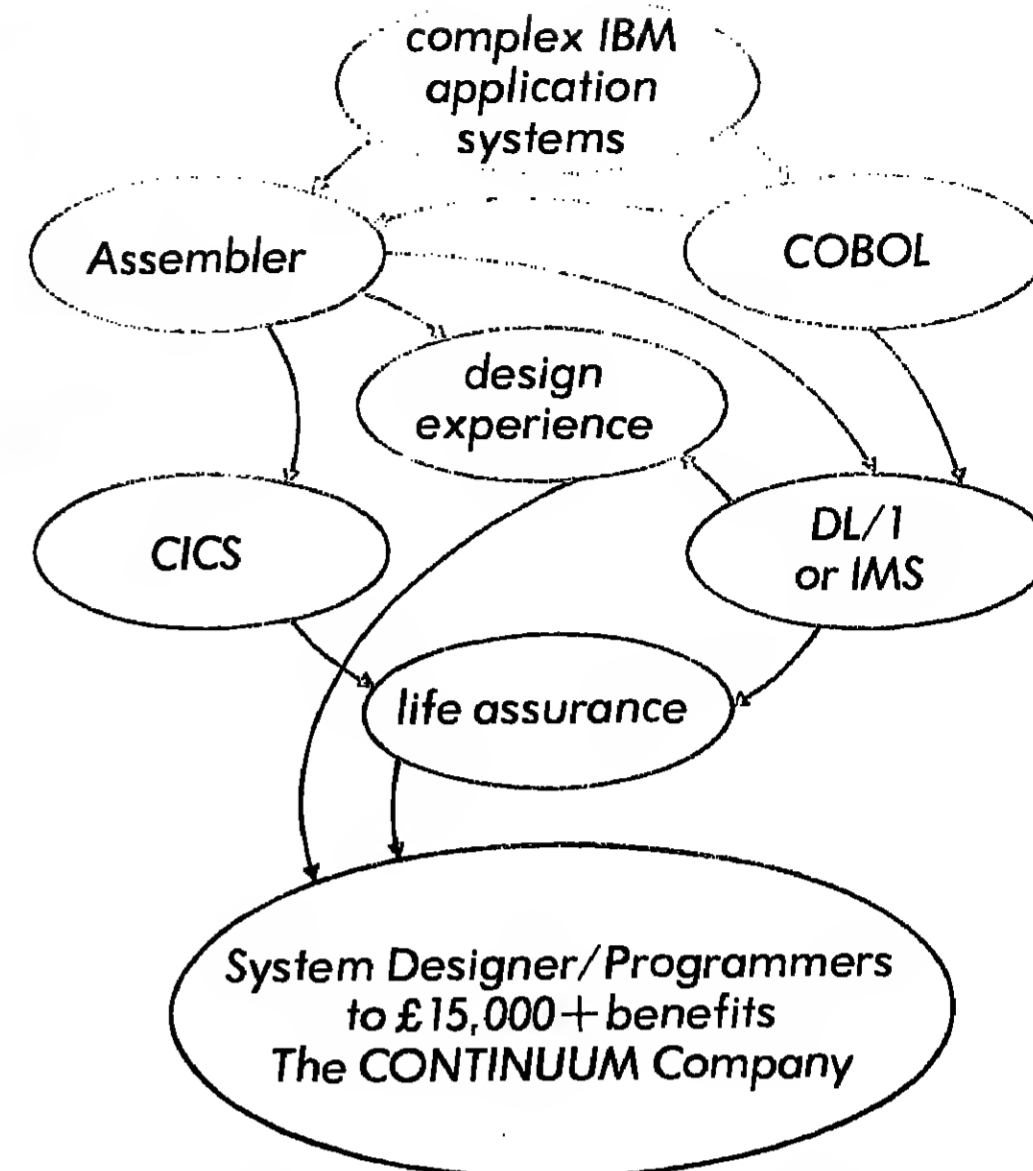 complex IBM
application
systems
Assembler
COBOL
design
experience
CICS
DL/1
or IMS
life assurance
System Designer/Programmers
to £15,000+benefits
The CONTINUUM Company